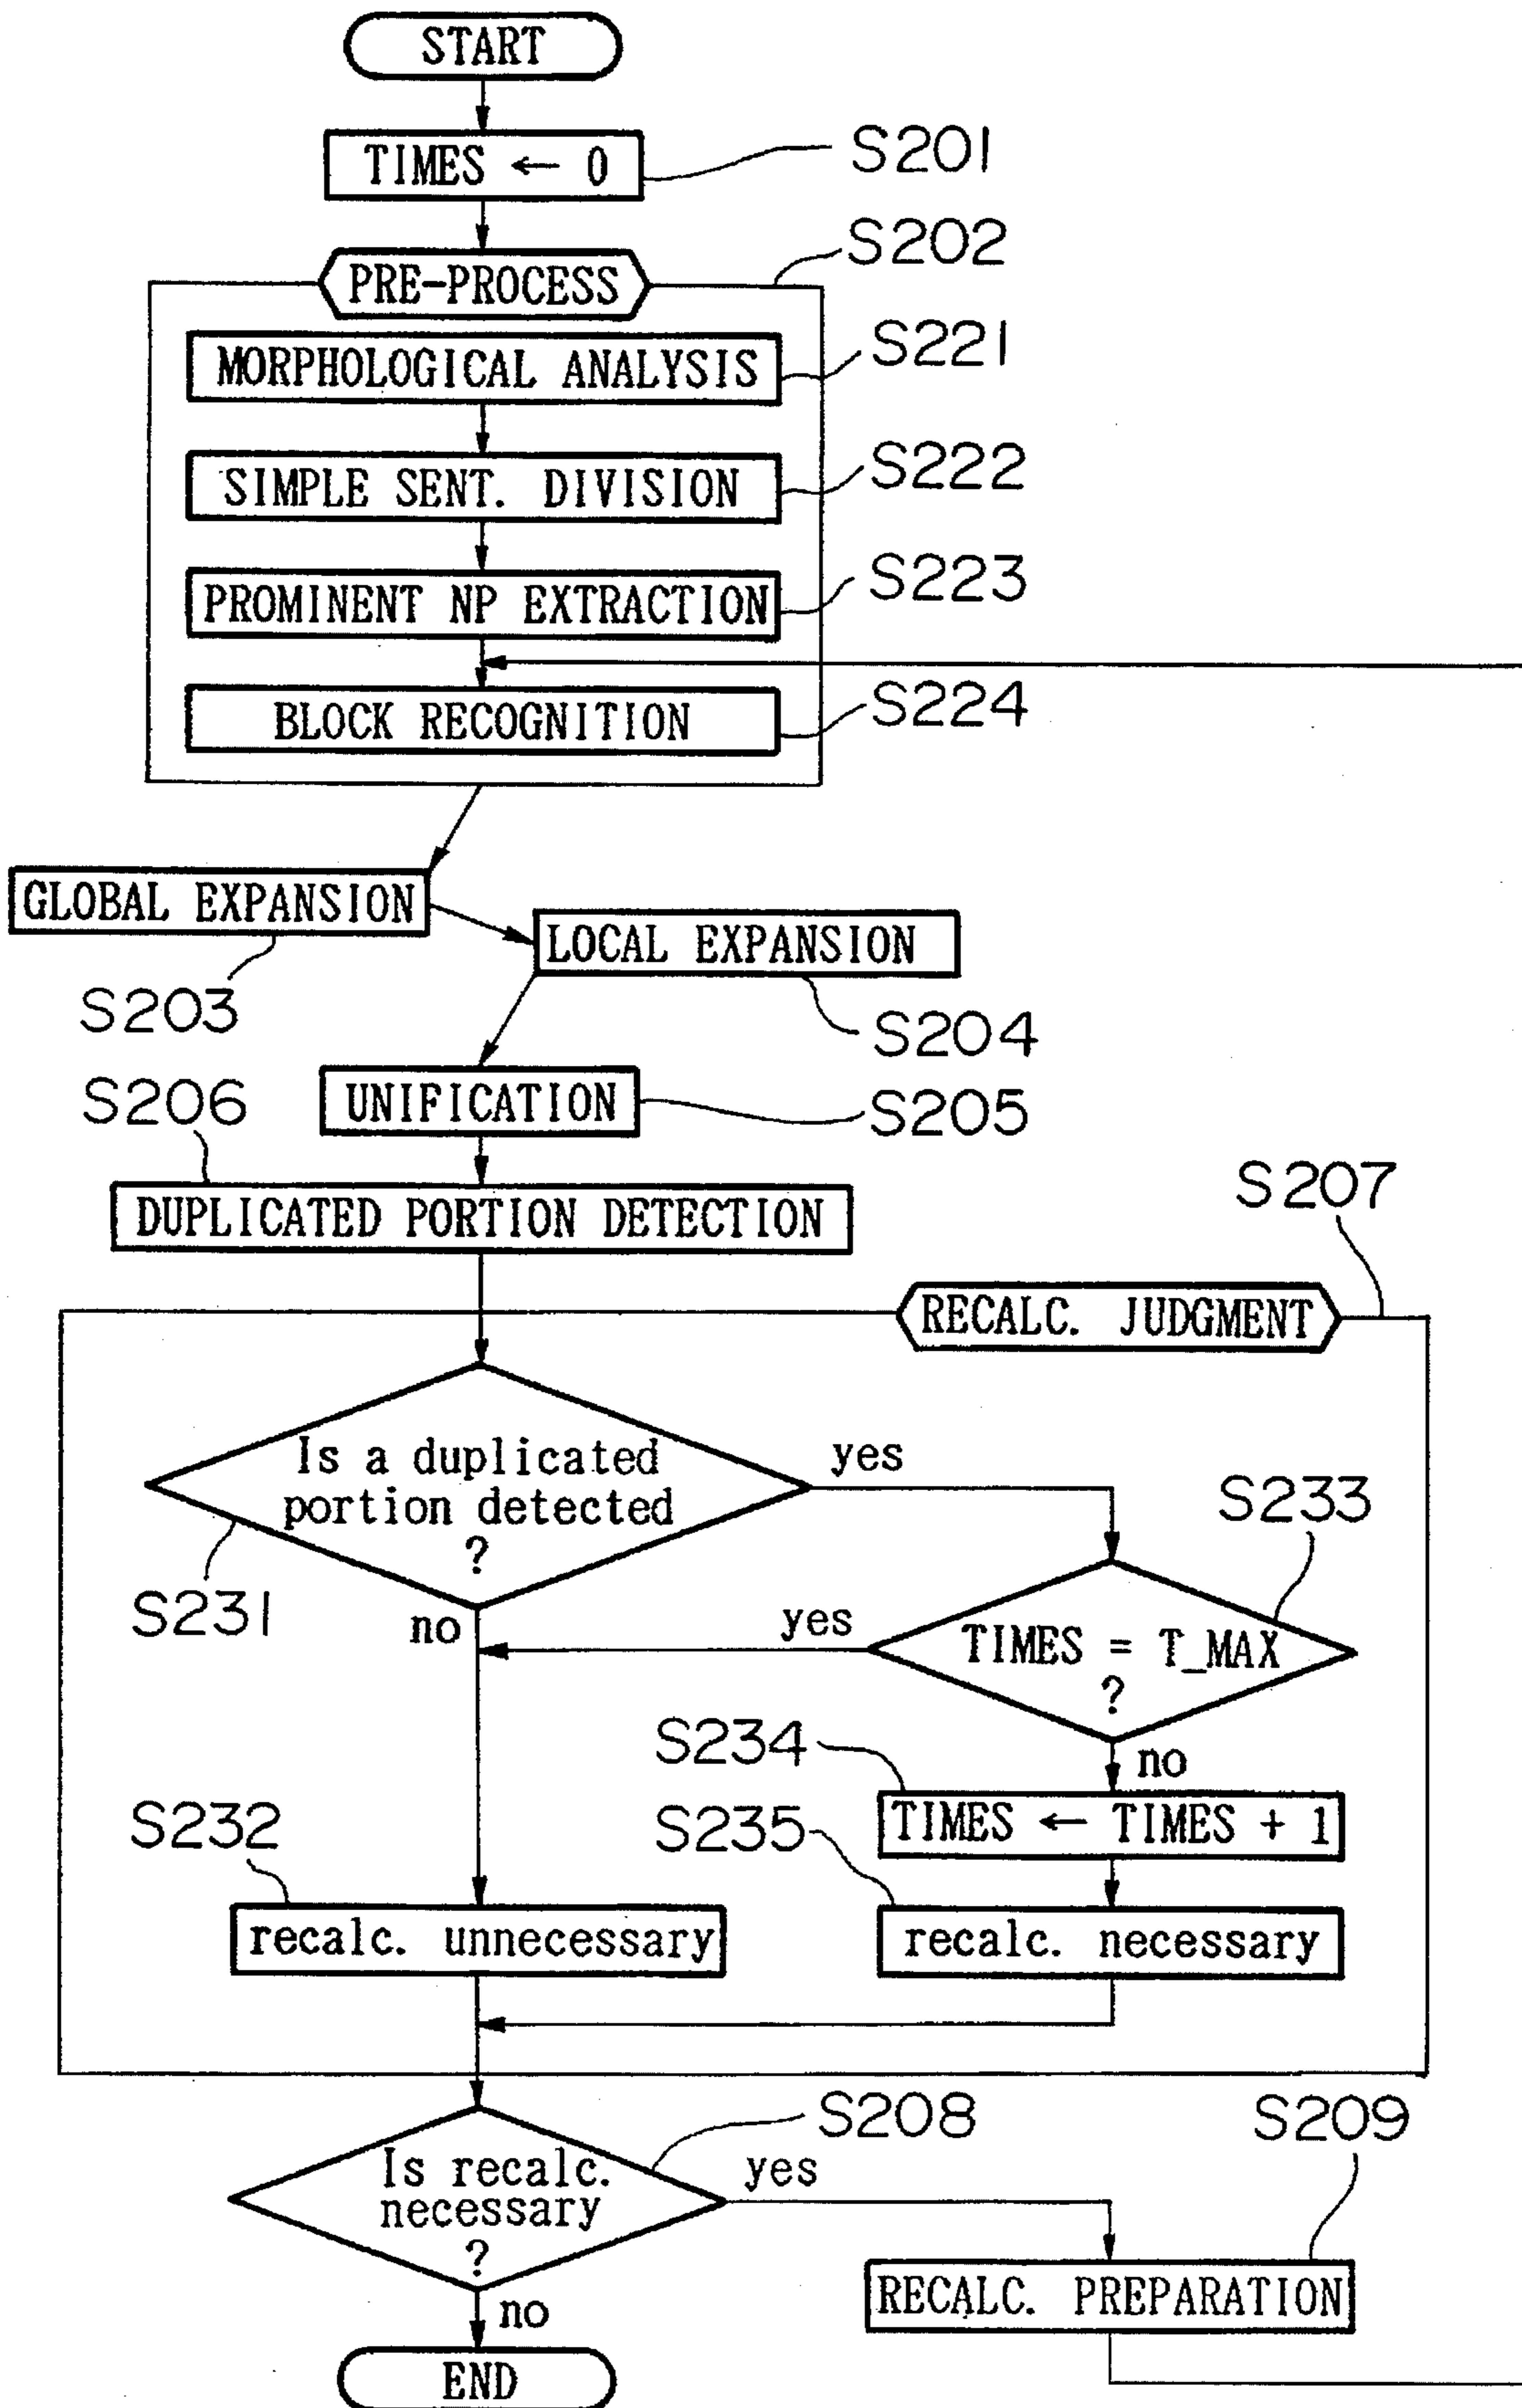 START
TIMES ← 0
S201
S202
PRE-PROCESS
MORPHOLOGICAL ANALYSIS
S221
SIMPLE SENT. DIVISION
S222
PROMINENT NP EXTRACTION
S223
BLOCK RECOGNITION
S224
GLOBAL EXPANSION
S203
LOCAL EXPANSION
S204
UNIFICATION
S205
S206
DUPLICATED PORTION DETECTION
S207
RECALC. JUDGMENT
Is a duplicated
portion detected
?
yes
no
S231
S233
TIMES = T_MAX
?
yes
no
S234
TIMES ← TIMES + 1
S232
S235
recalc. unnecessary
recalc. necessary
S208
Is recalc.
necessary
?
yes
no
S209
RECALC. PREPARATION
END